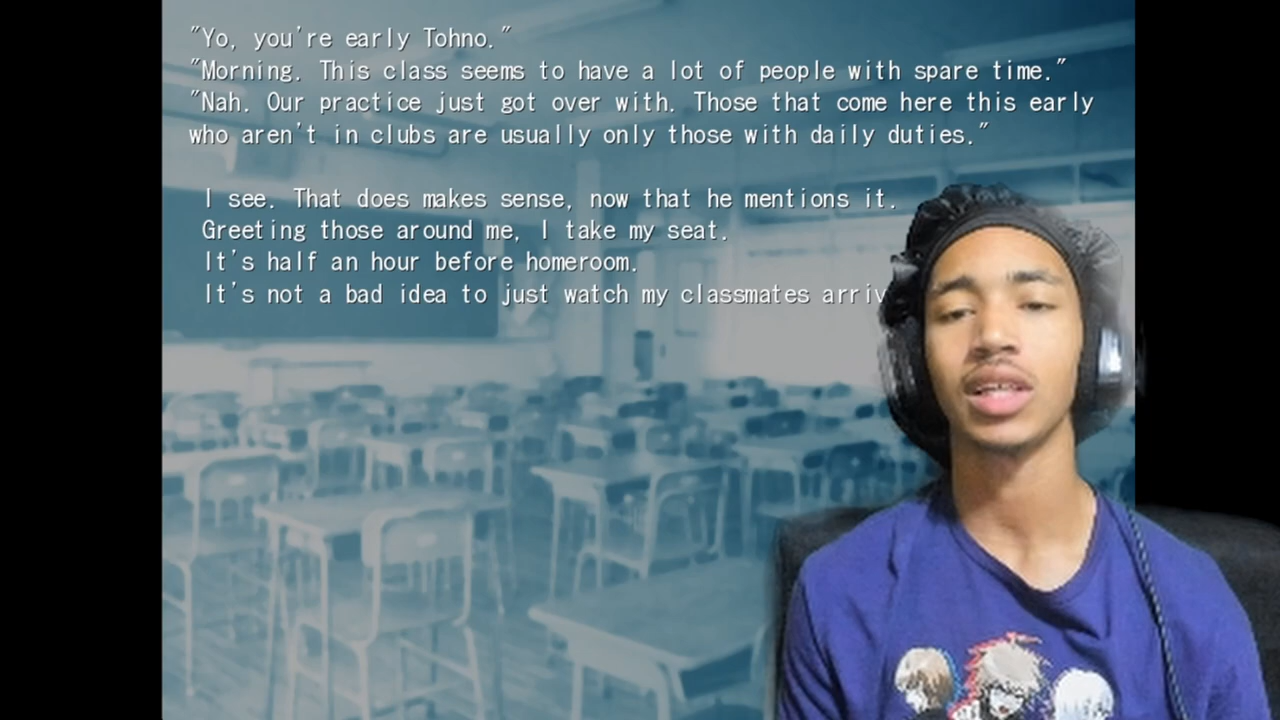 "Yo, you're early Tohno."
"Morning. This class seems to have a lot of people with spare time."
"Nah. Our practice just got over with. Those that come here this early
who aren't in clubs are usually only those with daily duties."
I see. That does makes sense, now that he mentions it.
Greeting those around me, I take my seat.
It's half an hour before homeroom.
It's not a bad idea to just watch my classmates